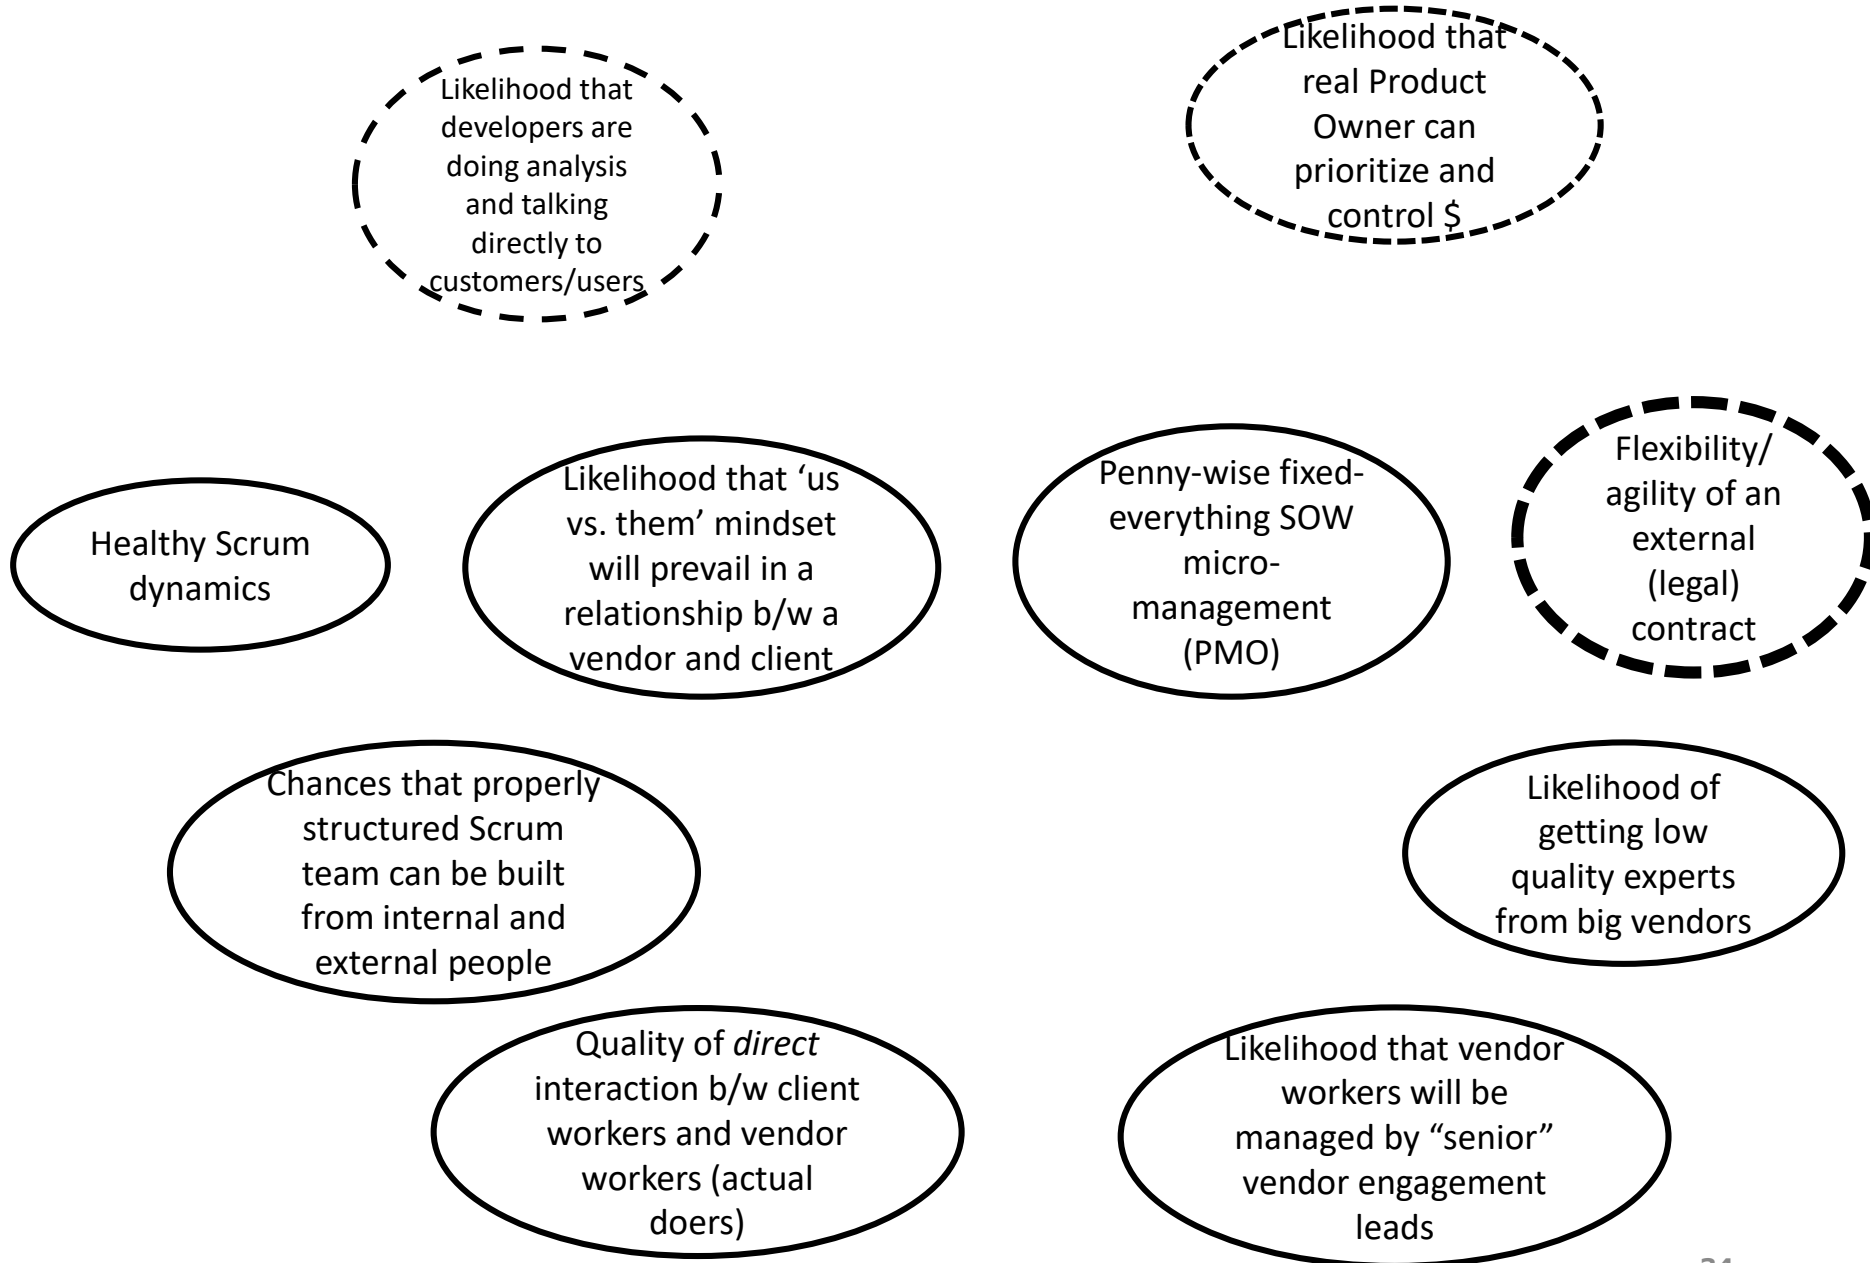 Likelihood that
developers are
doing analysis
and talking
directly to
customers/users
Likelihood that
real Product
Owner can
prioritize and
control $
Healthy Scrum
dynamics
Likelihood that ‘us
vs. them’ mindset
will prevail in a
relationship b/w a
vendor and client
Penny-wise fixed-
everything SOW
micro-
management
(PMO)
Flexibility/
agility of an
external
(legal)
contract
Chances that properly
structured Scrum
team can be built
from internal and
external people
Likelihood of
getting low
quality experts
from big vendors
Quality of direct
interaction b/w client
workers and vendor
workers (actual
doers)
Likelihood that vendor
workers will be
managed by “senior”
vendor engagement
leads